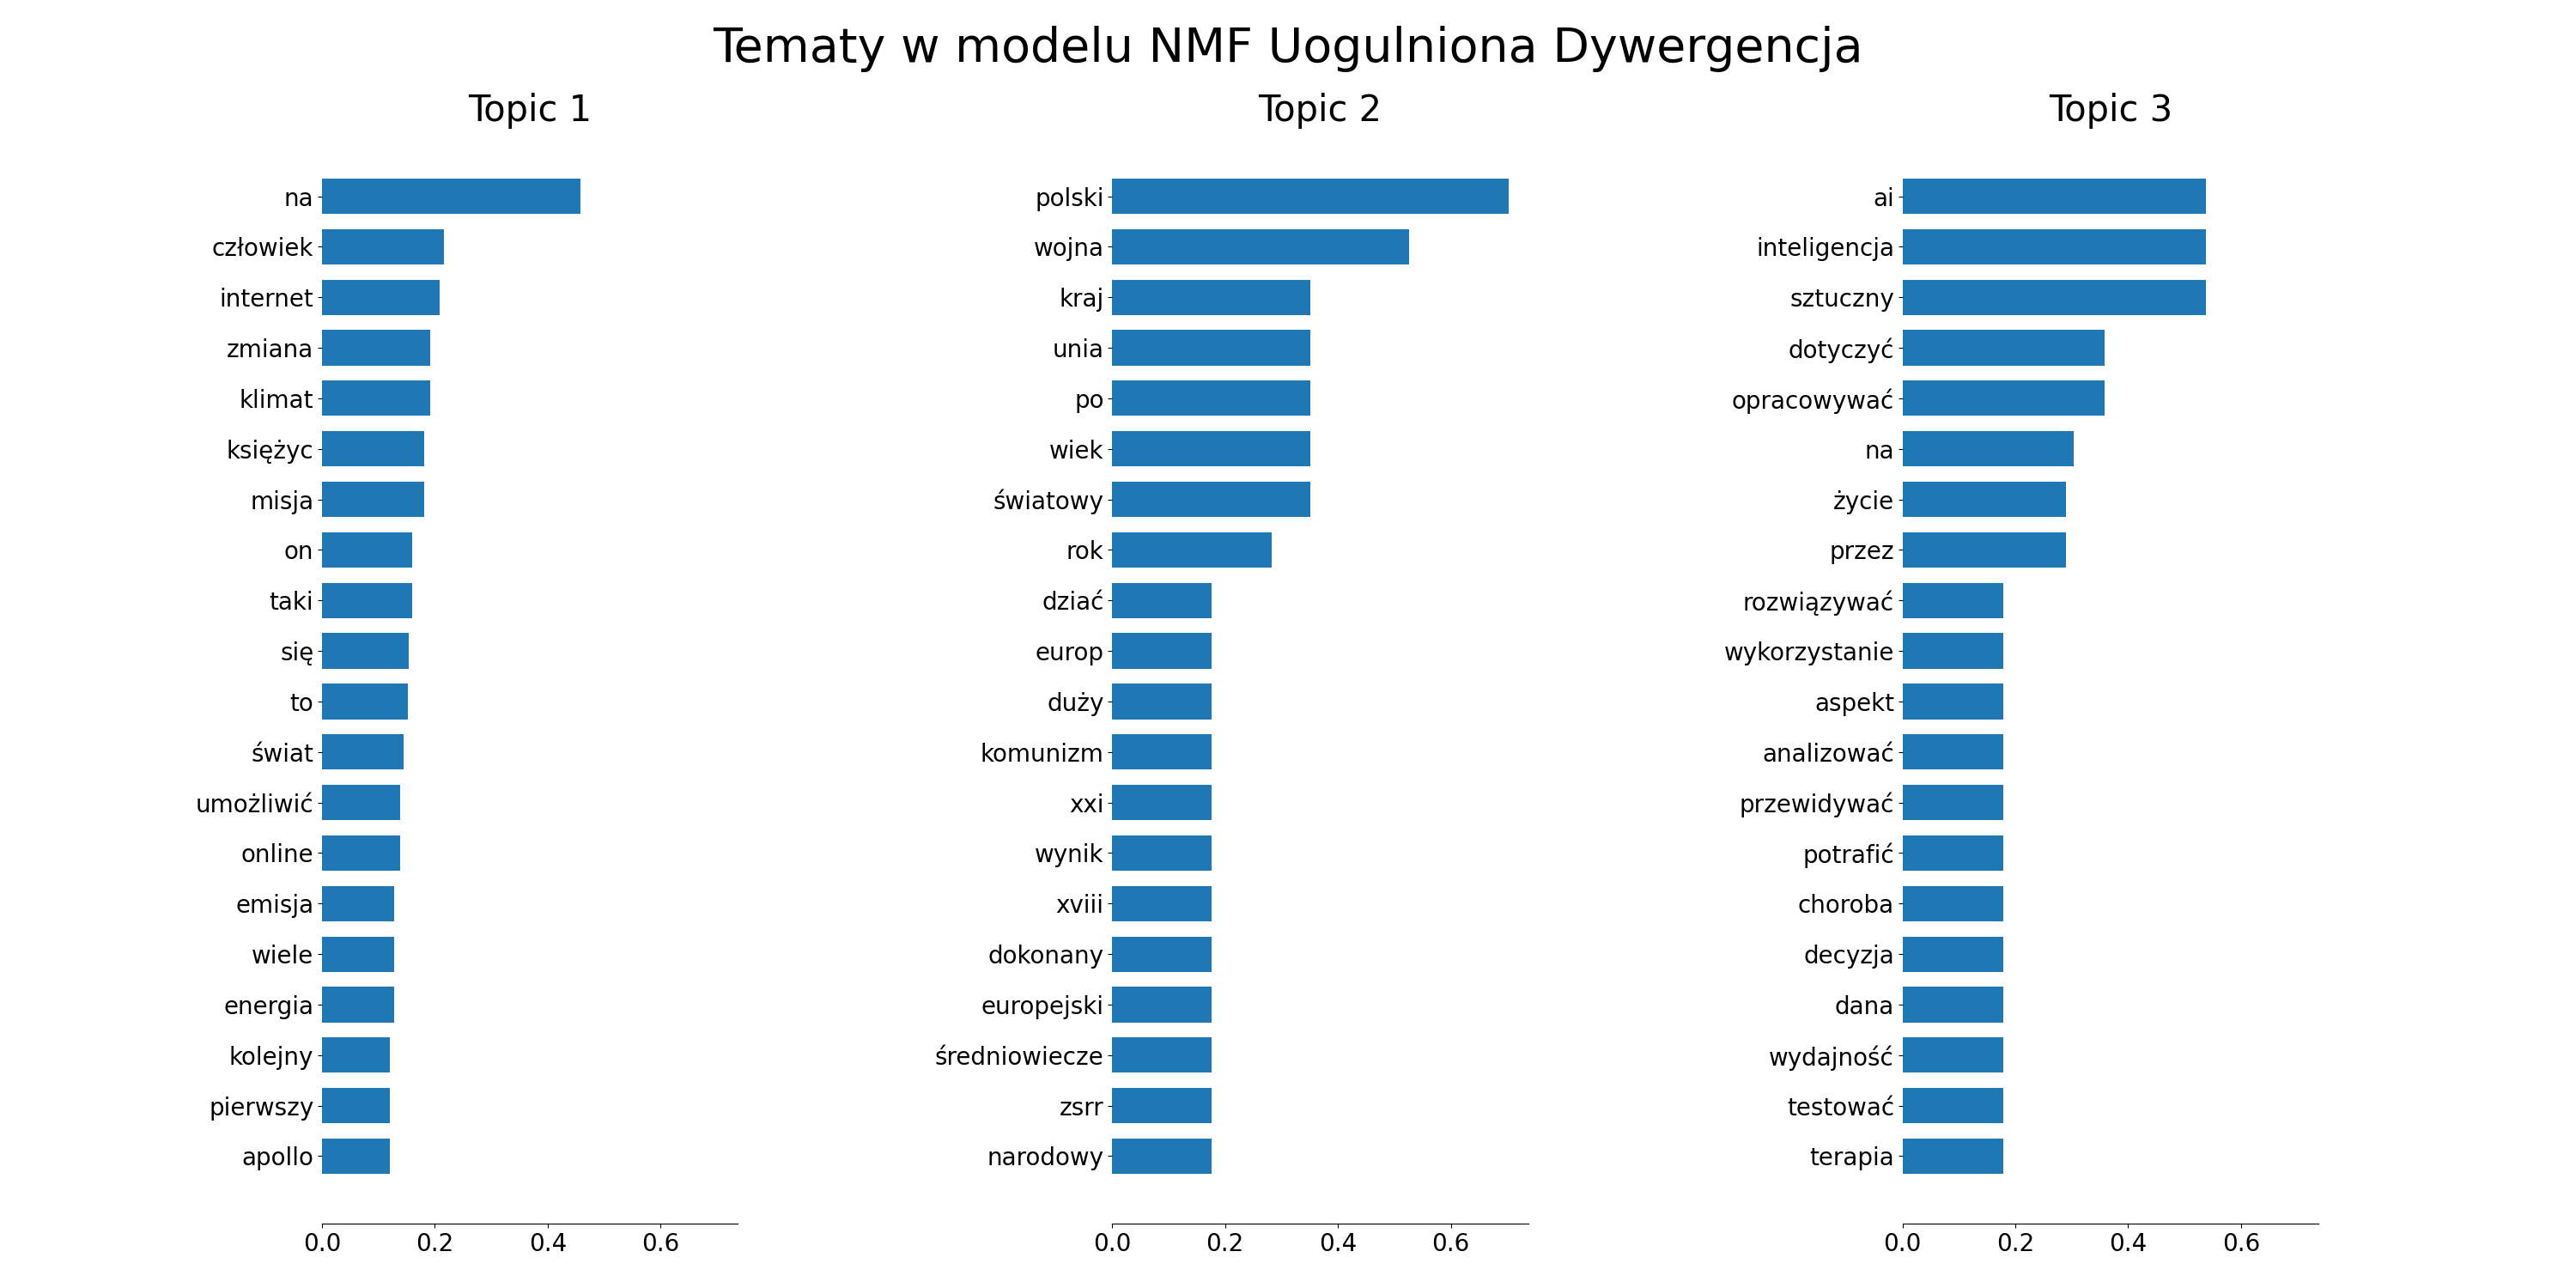 Tematy w modelu NMF Uogulniona Dywergencja
Topic 1
na
człowiek
internet
zmiana
klimat
księżyc
misja
on
taki
się
to
świat
umożliwić
online
emisja
wiele
energia
kolejny
pierwszy
apollo
0.0 0.2 0.4 0.6
Topic 2
polski
wojna
kraj
unia
po
wiek
światowy
rok
dziać
europ
duży
komunizm
xxi
wynik
xviii
dokonany
europejski
średniowiecze
zsrr
narodowy
0.0 0.2 0.4 0.6
Topic 3
ai
inteligencja
sztuczny
dotyczyć
opracowywać
na
życie
przez
rozwiązywać
wykorzystanie
aspekt
analizować
przewidywać
potrafić
choroba
decyzja
dana
wydajność
testować
terapia
0.0 0.2 0.4 0.6